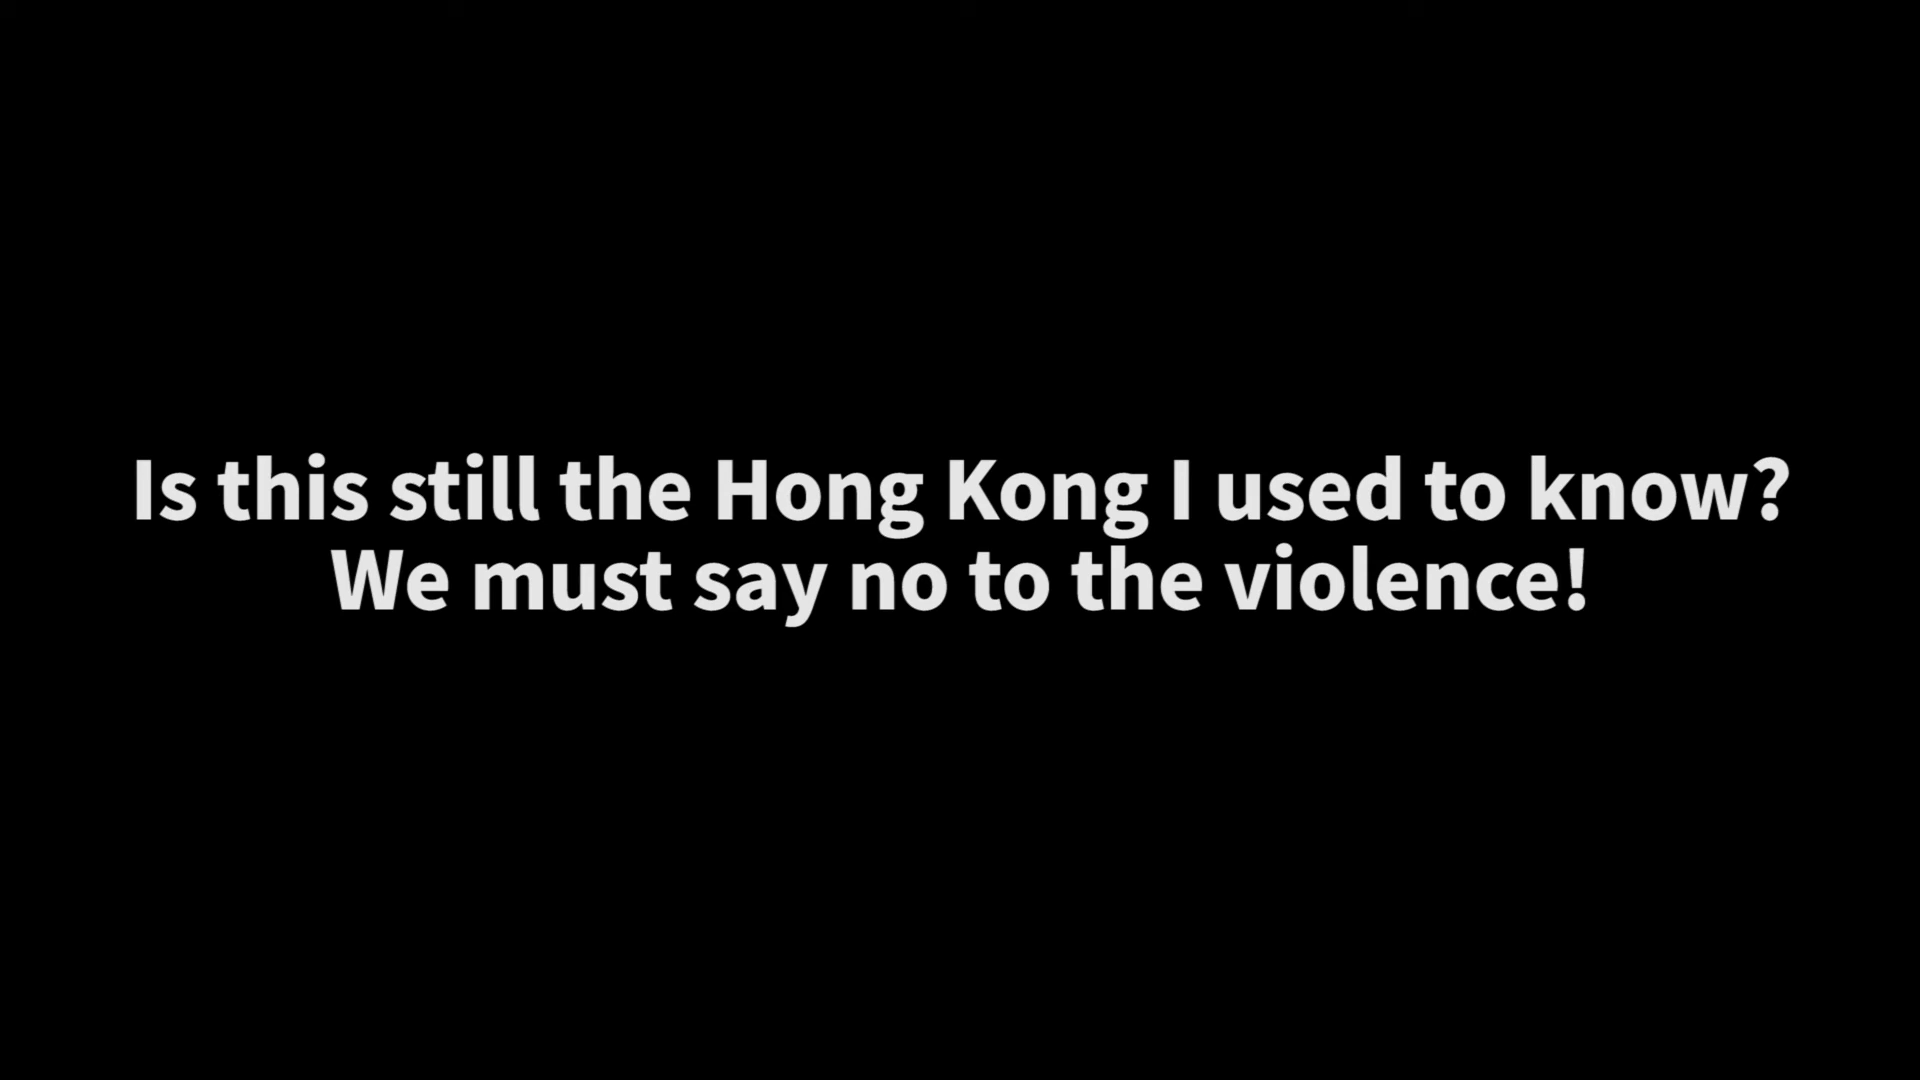 Is this still the Hong Kong I used to know?
We must say no to the violence!